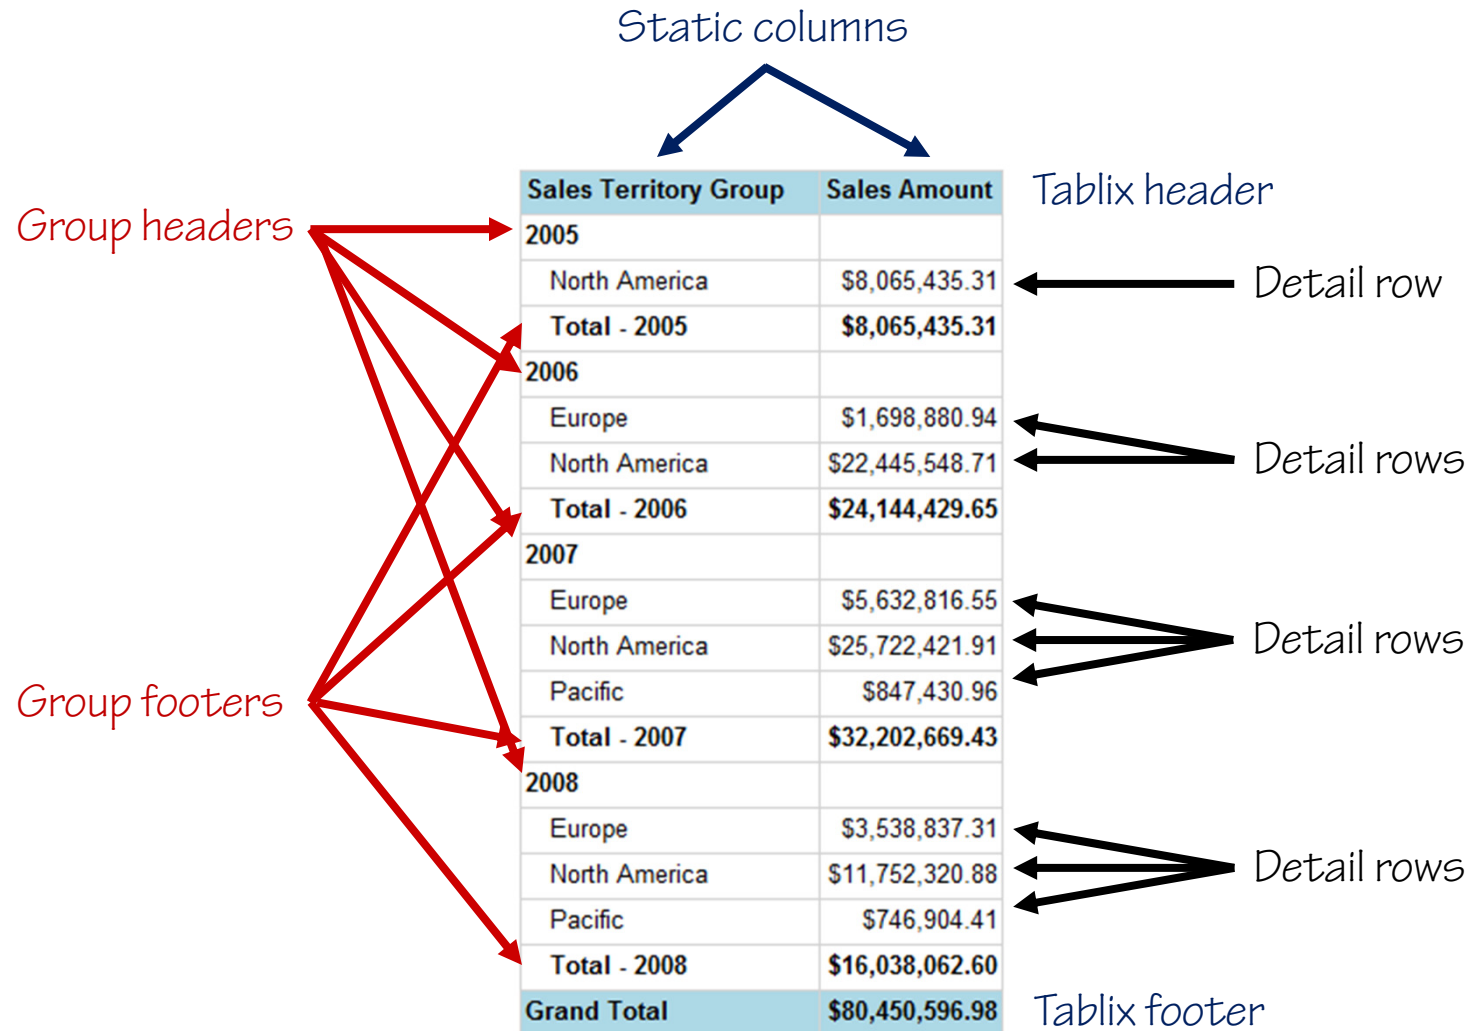 Static columns
Sales Territory Group Sales Amount Tablix header
Group headers 2005
North America $8,065,435.31 Detail row
Total - 2005 $8,065,435.31
2006
Europe $1,698,880.94
North America $22,445,548.71 Detail rows
Total - 2006 $24,144,429.65
2007
Europe $5,632,816.55
North America $25,722,421.91 Detail rows
Group footers Pacific $847,430.96
Total - 2007 $32,202,669.43
2008
Europe $3,538,837.31
North America $11,752,320.88 Detail rows
Pacific $746,904.41
Total - 2008 $16,038,062.60
Grand Total $80,450,596.98 Tablix footer